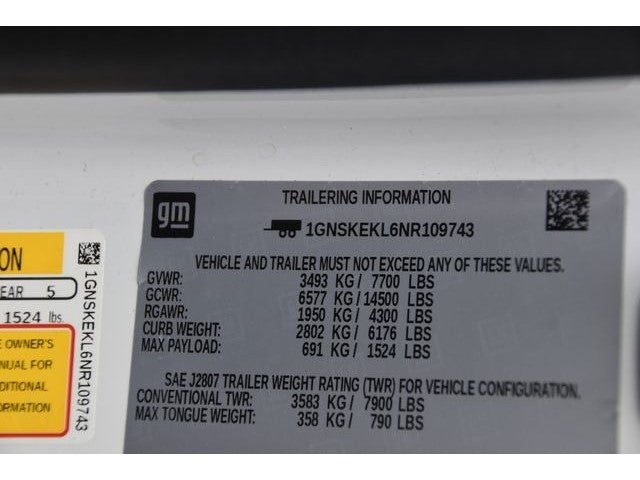 TRAILERING INFORMATION
gm
1GNSKEKL6NR109743
VEHICLE AND TRAILER MUST NOT EXCEED ANY OF THESE VALUES.
GVWR: 3493 KG / 7700 LBS
GCWR: 6577 KG / 14500 LBS
RGAWR: 1950 KG / 4300 LBS
CURB WEIGHT: 2802 KG / 6176 LBS
MAX PAYLOAD: 691 KG / 1524 LBS
SAE J2807 TRAILER WEIGHT RATING (TWR) FOR VEHICLE CONFIGURATION.
CONVENTIONAL TWR: 3583 KG / 7900 LBS
MAX TONGUE WEIGHT: 358 KG / 790 LBS
ON
EAR 5
1524 lbs.
OWNER'S
FOR
1GNSKEKL6NR109743